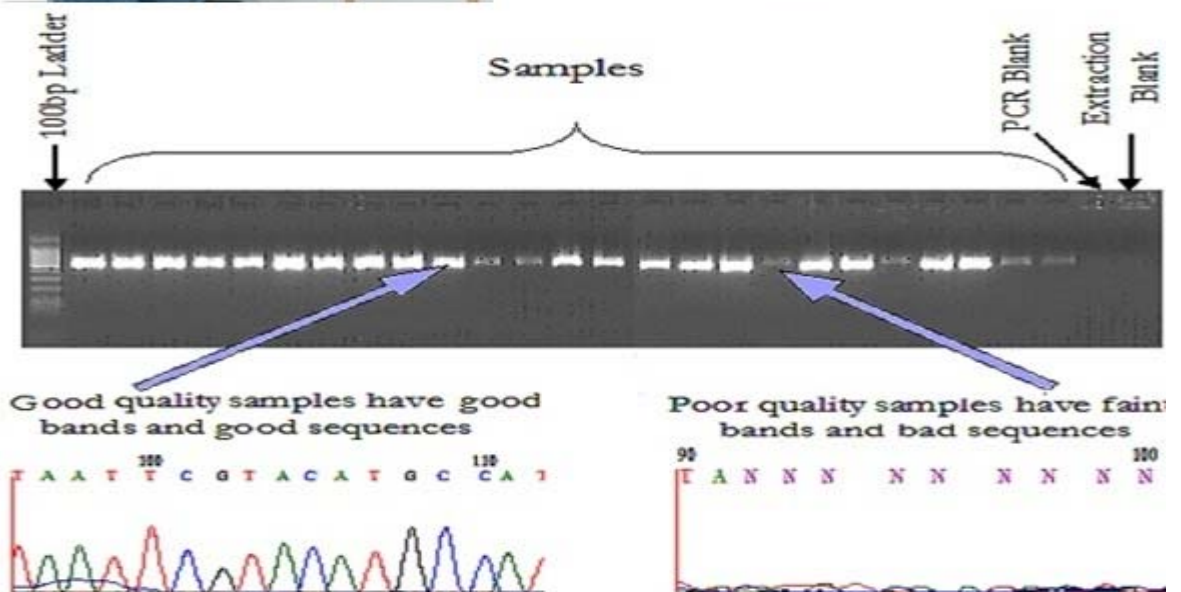 100bp Ladder
Samples
PCR Blank
Extraction
Blank
Good quality samples have good
bands and good sequences
Poor quality samples have faint
bands and bad sequences
110
T A A T T C G T A C A T G C C A T
90 100
T A N N N N N N N N N